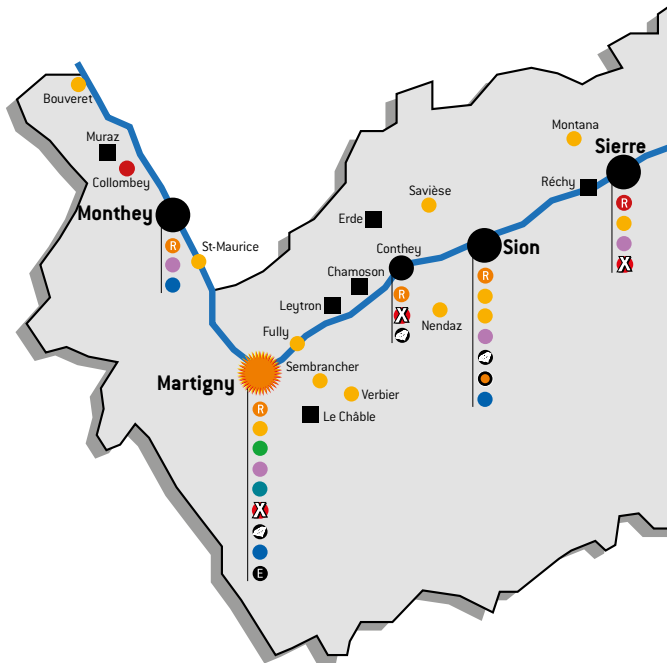 Bouveret
Muraz
Collombey
Monthey
R
St-Maurice
Montana
Sierre
Réchy
R
X
Savièse
Erde
Sion
R
Conthey
R
X
Chamoson
Leytron
Nendaz
Fully
Martigny
R
X
E
Sembrancher
Verbier
Le Châble